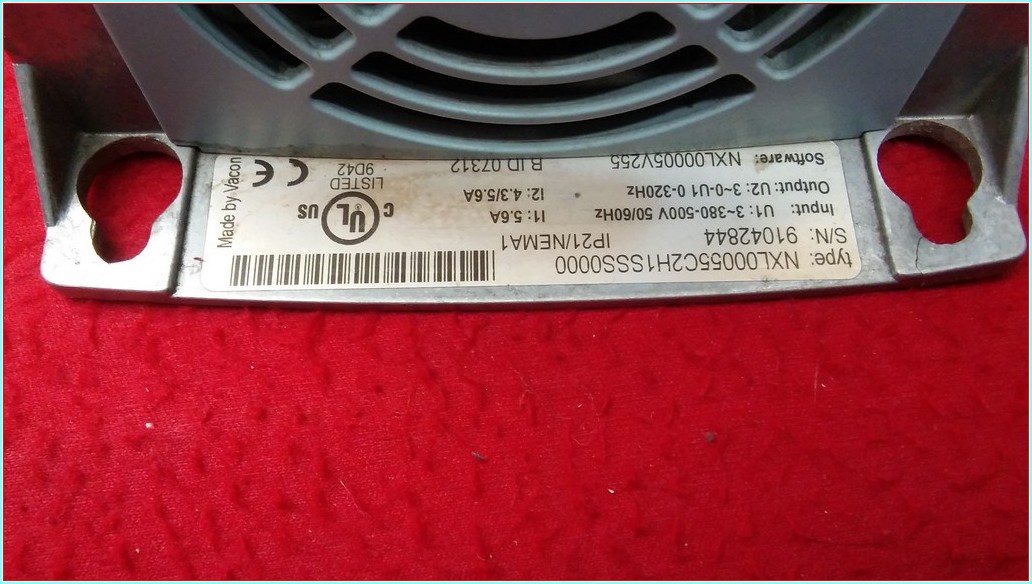 type: NXL00055C2H1SSS0000
S/N: 91042844 IP21/NEMA1
Input: U1: 3~380-500V 50/60Hz I1: 5.6A
Output: U2: 3~0-U1 0-320Hz I2: 4.3/5.6A
Software: NXL00005V255 B.ID 07312
C UL US
LISTED
9D42
CE
Made by Vacon